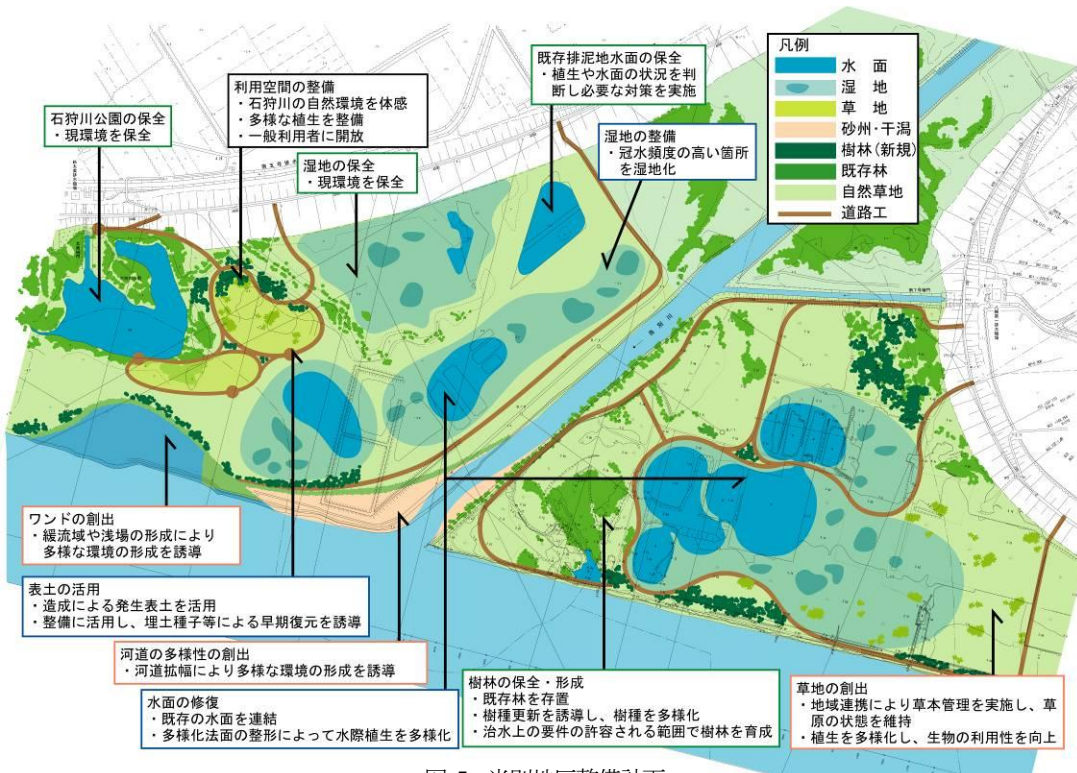 石狩川公園の保全
・現環境を保全
利用空間の整備
・石狩川の自然環境を体感
・多様な植生を整備
・一般利用者に開放
湿地の保全
・現環境を保全
既存排泥地水面の保全
・植生や水面の状況を判
断し必要な対策を実施
湿地の整備
・冠水頻度の高い箇所
を湿地化
凡例
水　面
湿　地
草　地
砂州・干潟
樹林(新規)
既存林
自然草地
道路工
ワンドの創出
・緩流域や浅場の形成により
多様な環境の形成を誘導
表土の活用
・造成による発生表土を活用
・整備に活用し、埋土種子等による早期復元を誘導
河道の多様性の創出
・河道拡幅により多様な環境の形成を誘導
水面の修復
・既存の水面を連結
・多様化法面の整形によって水際植生を多様化
樹林の保全・形成
・既存林を存置
・樹種更新を誘導し、樹種を多様化
・治水上の要件の許容される範囲で樹林を育成
草地の創出
・地域連携により草本管理を実施し、草
原の状態を維持
・植生を多様化し、生物の利用性を向上